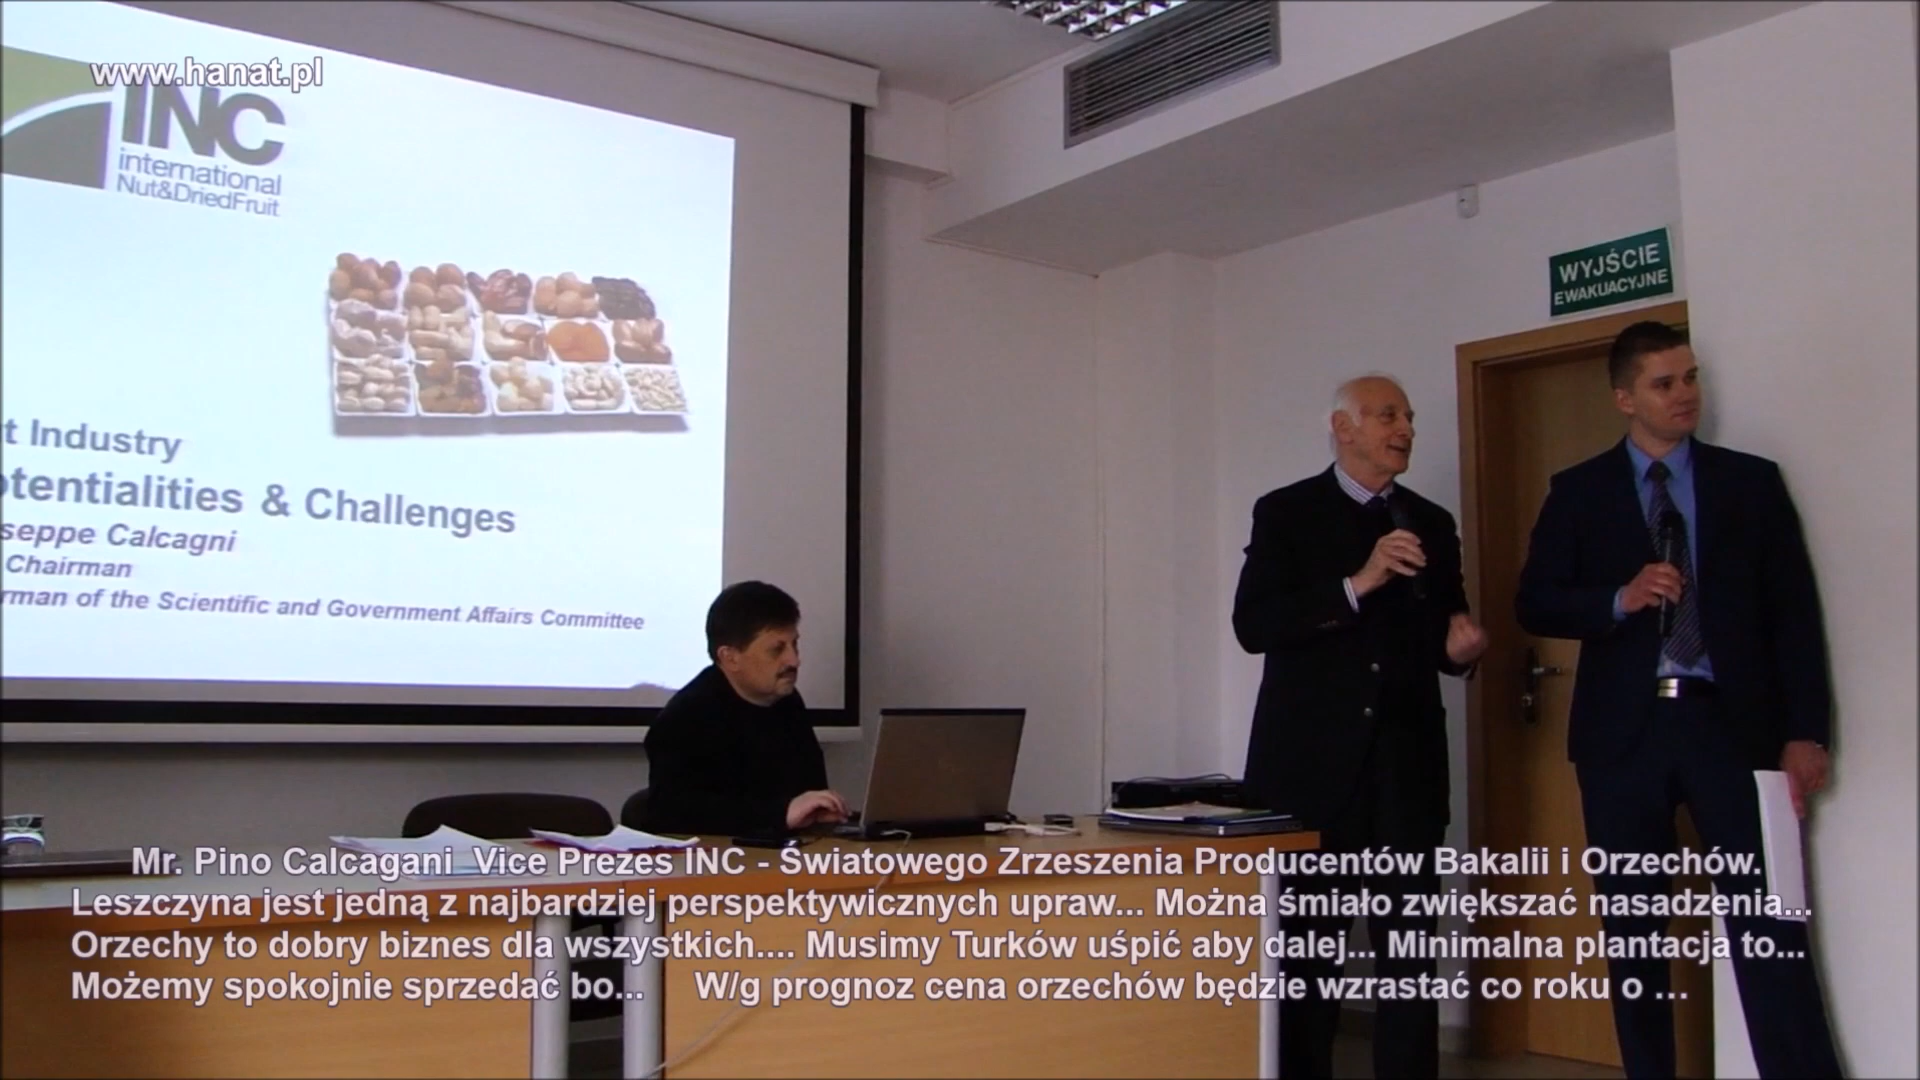 www.hanat.pl
INC
international
Nut&DriedFruit
WYJŚCIE
EWAKUACYJNE
t Industry
tentialities & Challenges
seppe Calcagni
Chairman
rman of the Scientific and Government Affairs Committee
Mr. Pino Calcagani Vice Prezes INC - Światowego Zrzeszenia Producentów Bakalii i Orzechów.
Leszczyna jest jedną z najbardziej perspektywicznych upraw... Można śmiało zwiększać nasadzenia...
Orzechy to dobry biznes dla wszystkich.... Musimy Turków uśpić aby dalej... Minimalna plantacja to...
Możemy spokojnie sprzedać bo... W/g prognoz cena orzechów będzie wzrastać co roku o ...